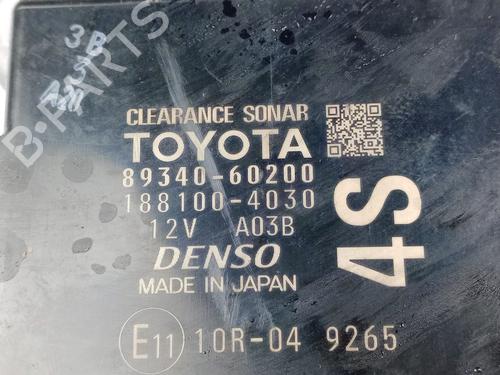 3B
B-PARTS
CLEARANCE SONAR
TOYOTA
89340-60200
188100-4030
12V A03B
4S
DENSO
MADE IN JAPAN
E11 10R-04 9265